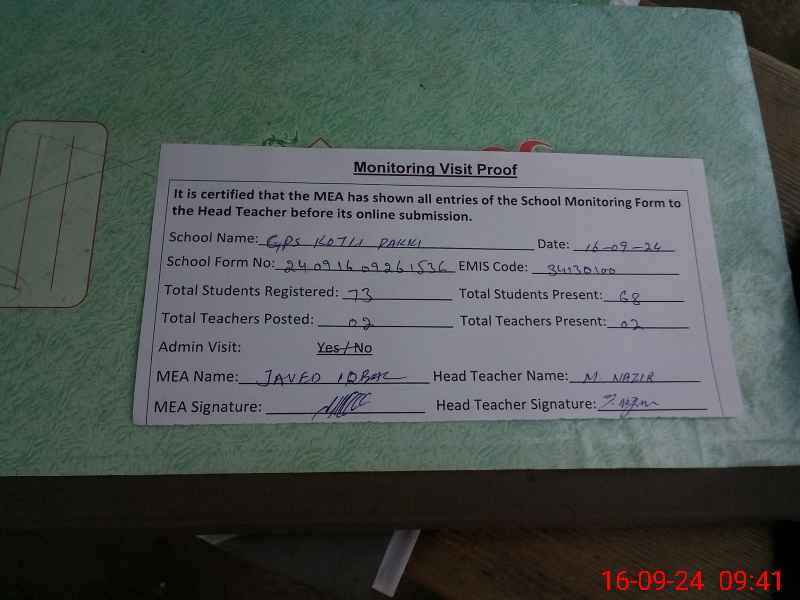 Monitoring Visit Proof
It is certified that the MEA has shown all entries of the School Monitoring Form to
the Head Teacher before its online submission.
School Name: GPS KOTLI PAKKI Date: 16-09-24
School Form No: 24091609261536 EMIS Code: 34130100
Total Students Registered: 73 Total Students Present: 68
Total Teachers Posted: 02 Total Teachers Present: 02
Admin Visit: Yes/No
MEA Name: JAVED IQBAL Head Teacher Name: M NAZIR
MEA Signature: Head Teacher Signature:
16-09-24 09:41